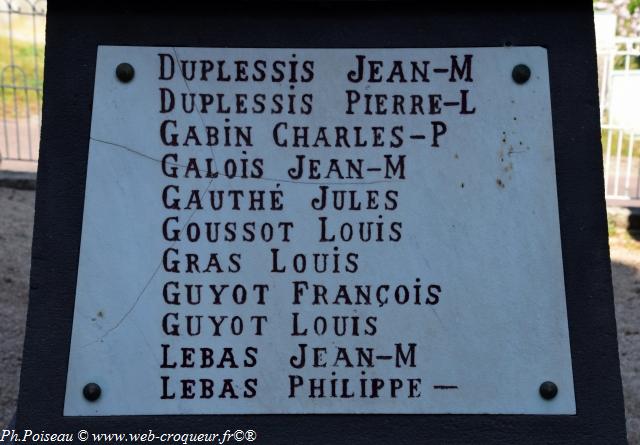 DUPLESSIS JEAN-M
DUPLESSIS PIERRE-L
GABIN CHARLES-P
GALOIS JEAN-M
GAUTHÉ JULES
GOUSSOT LOUIS
GRAS LOUIS
GUYOT FRANÇOIS
GUYOT LOUIS
LEBAS JEAN-M
LEBAS PHILIPPE —
Ph.Poiseau © www.web-croqueur.fr©®